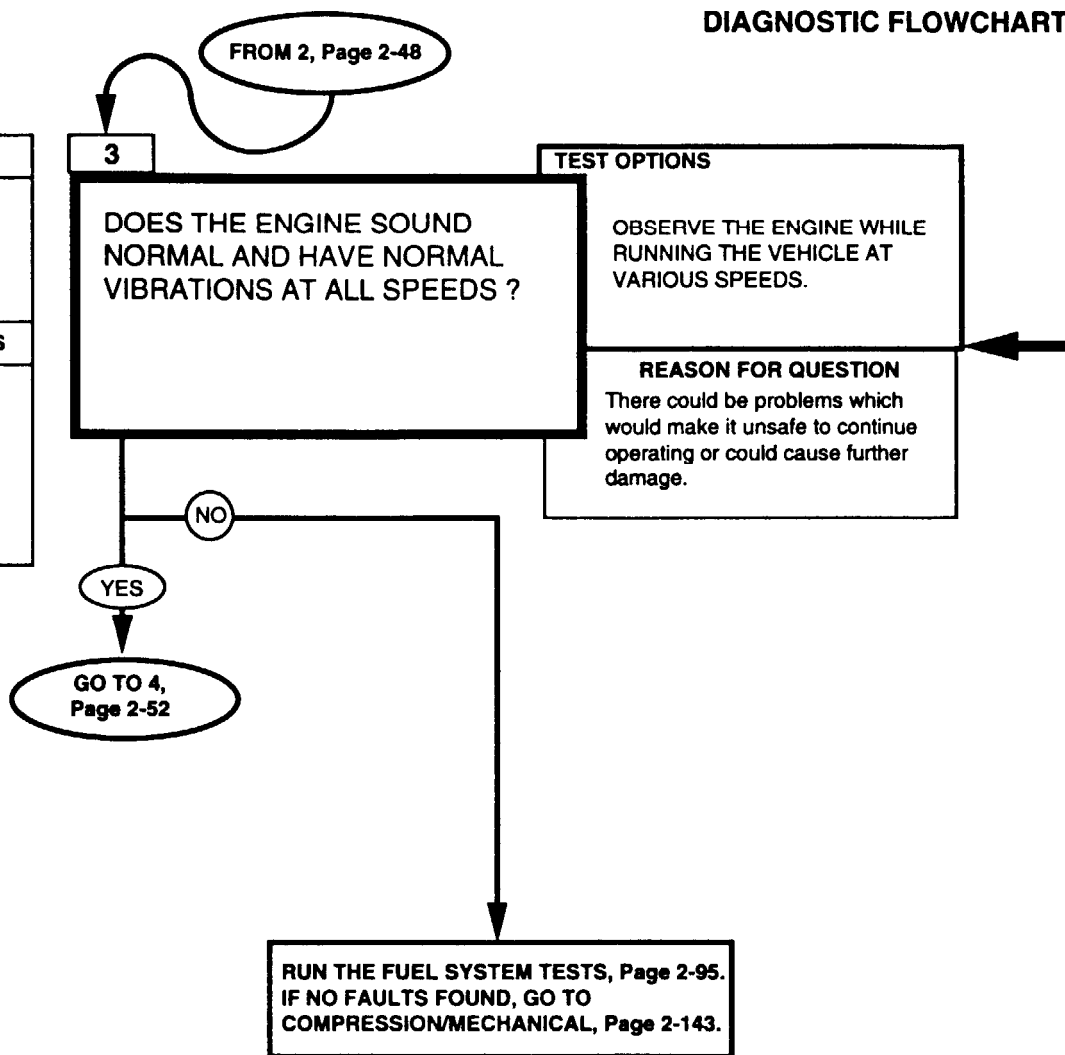 DIAGNOSTIC FLOWCHART
FROM 2, Page 2-48
3
DOES THE ENGINE SOUND
NORMAL AND HAVE NORMAL
VIBRATIONS AT ALL SPEEDS ?
TEST OPTIONS
OBSERVE THE ENGINE WHILE
RUNNING THE VEHICLE AT
VARIOUS SPEEDS.
S
REASON FOR QUESTION
There could be problems which
would make it unsafe to continue
operating or could cause further
damage.
NO
YES
GO TO 4,
Page 2-52
RUN THE FUEL SYSTEM TESTS, Page 2-95.
IF NO FAULTS FOUND, GO TO
COMPRESSION/MECHANICAL, Page 2-143.